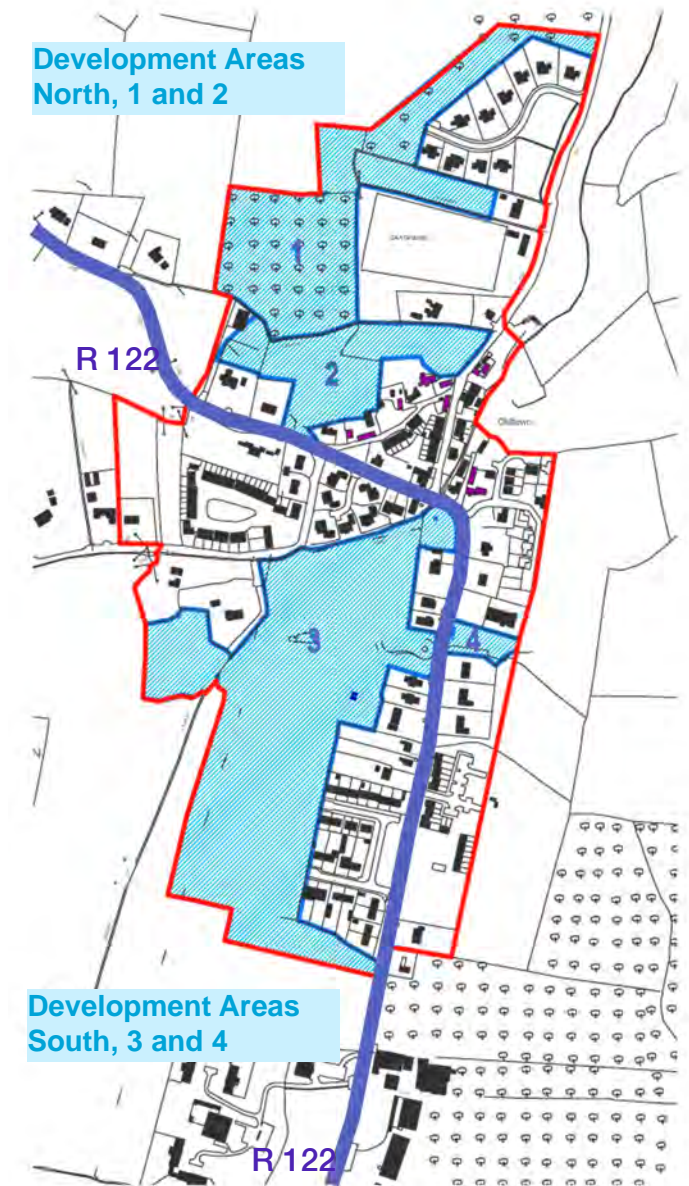 Development Areas
North, 1 and 2
1
R 122
2
3
4
Development Areas
South, 3 and 4
R 122